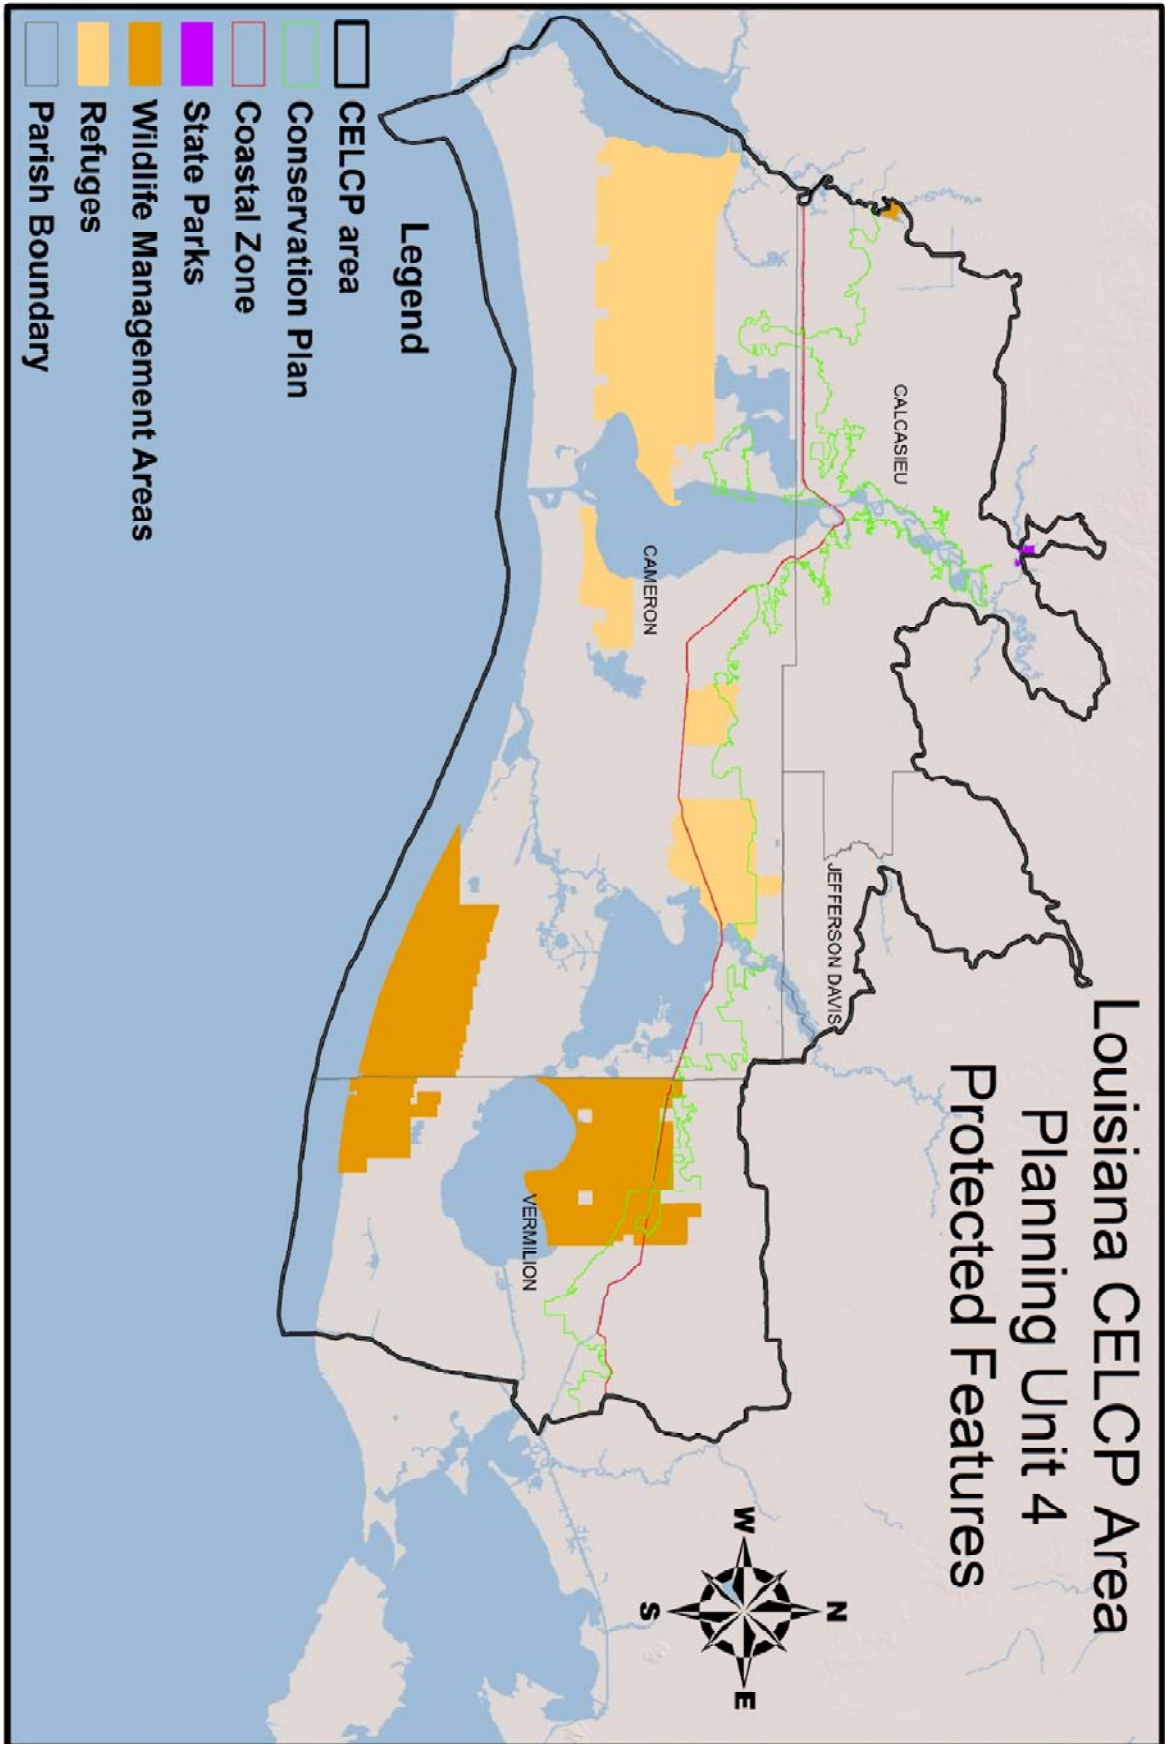 Louisiana CELCP Area
Planning Unit 4
Protected Features
CALCASIEU
JEFFERSON DAVIS
CAMERON
VERMILION
N
W
E
S
Legend
CELCP area
Conservation Plan
Coastal Zone
State Parks
Wildlife Management Areas
Refuges
Parish Boundary